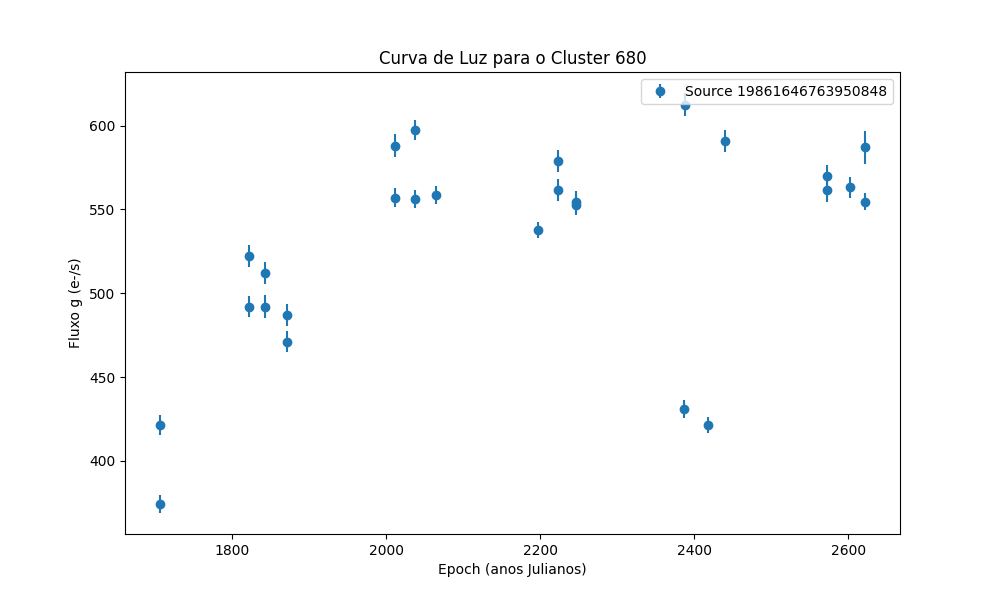 Curva de Luz para o Cluster 680
Source 19861646763950848
Fluxo g (e-/s)
600
550
500
450
400
1800 2000 2200 2400 2600
Epoch (anos Julianos)